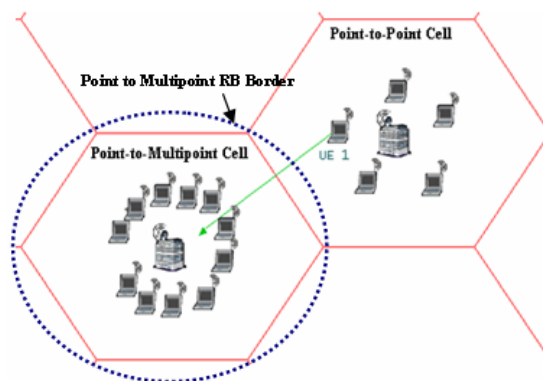 Point-to-Point Cell
Point to Multipoint RB Border
UE 1
Point-to-Multipoint Cell